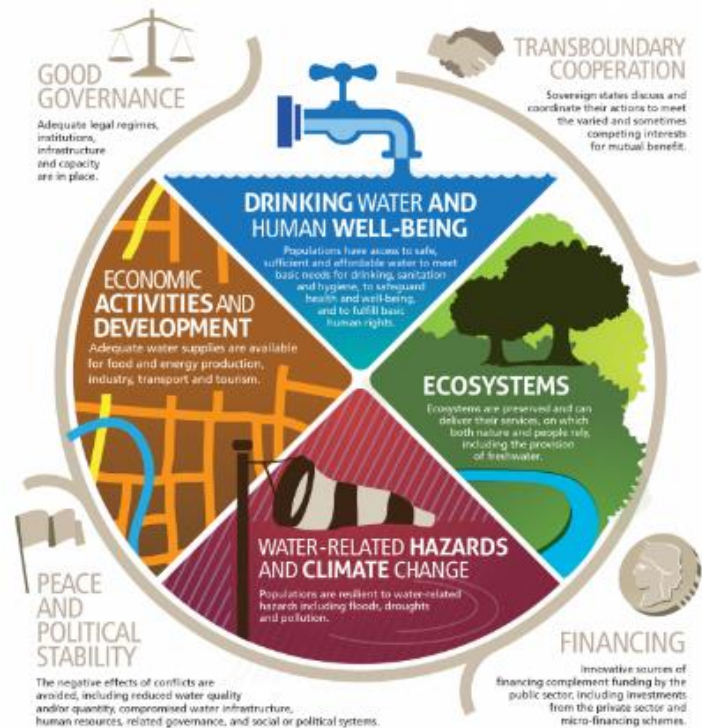 GOOD
GOVERNANCE
Adequate legal regimes,
institutions,
infrastructure
and capacity
are in place.
TRANSBOUNDARY
COOPERATION
Sovereign states discuss and
coordinate their actions to meet
the varied and sometimes
competing interests
for mutual benefit.
DRINKING WATER AND
HUMAN WELL-BEING
Populations have access to safe,
sufficient and affordable water to meet
basic needs for drinking, sanitation
and hygiene, to safeguard
health and well-being,
and to fulfill basic
human rights.
ECONOMIC
ACTIVITIES AND
DEVELOPMENT
Adequate water supplies are available
for food and energy production,
industry, transport and tourism.
ECOSYSTEMS
Ecosystems are preserved and can
deliver their services, on which
both nature and people rely,
including the provision
of freshwater.
WATER-RELATED HAZARDS
AND CLIMATE CHANGE
Populations are resilient to water-related
hazards including floods, droughts
and pollution.
PEACE
AND
POLITICAL
STABILITY
The negative effects of conflicts are
avoided, including reduced water quality
and/or quantity, compromised water infrastructure,
human resources, related governance, and social or political systems.
FINANCING
Innovative sources of
financing complement funding by the
public sector, including investments
from the private sector and
micro-financing schemes.